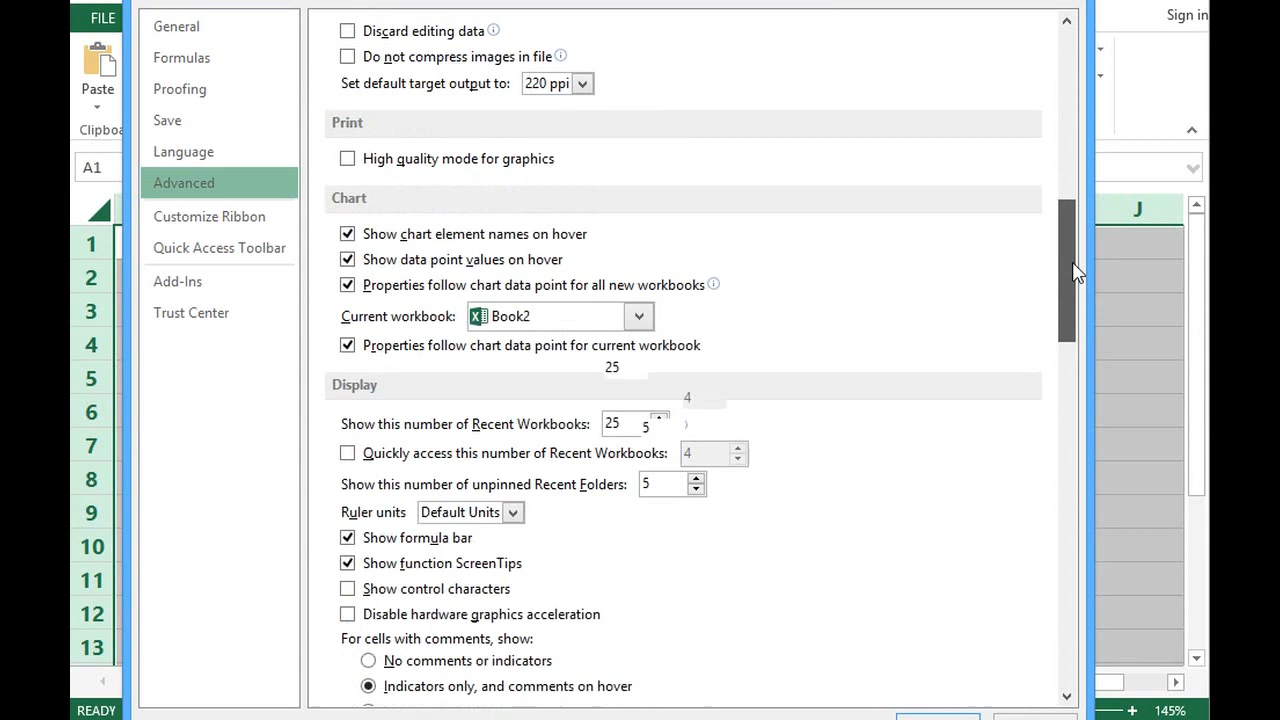 FILE
Sign in
Paste
Clipboa
A1
J
1
2
3
4
5
6
7
8
9
10
11
12
13
READY
145%
General
Formulas
Proofing
Save
Language
Advanced
Customize Ribbon
Quick Access Toolbar
Add-Ins
Trust Center
Discard editing data
Do not compress images in file
Set default target output to: 220 ppi
Print
High quality mode for graphics
Chart
Show chart element names on hover
Show data point values on hover
Properties follow chart data point for all new workbooks
Current workbook: Book2
Properties follow chart data point for current workbook
25
Display
4
Show this number of Recent Workbooks: 25
5
Quickly access this number of Recent Workbooks: 4
Show this number of unpinned Recent Folders: 5
Ruler units Default Units
Show formula bar
Show function ScreenTips
Show control characters
Disable hardware graphics acceleration
For cells with comments, show:
No comments or indicators
Indicators only, and comments on hover